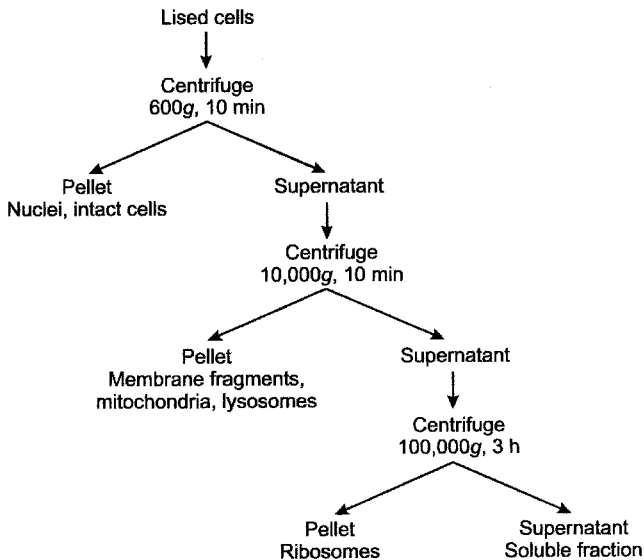 Lised cells
Centrifuge
600g, 10 min
Pellet
Nuclei, intact cells
Supernatant
Centrifuge
10,000g, 10 min
Pellet
Membrane fragments,
mitochondria, lysosomes
Supernatant
Centrifuge
100,000g, 3 h
Pellet
Ribosomes
Supernatant
Soluble fraction